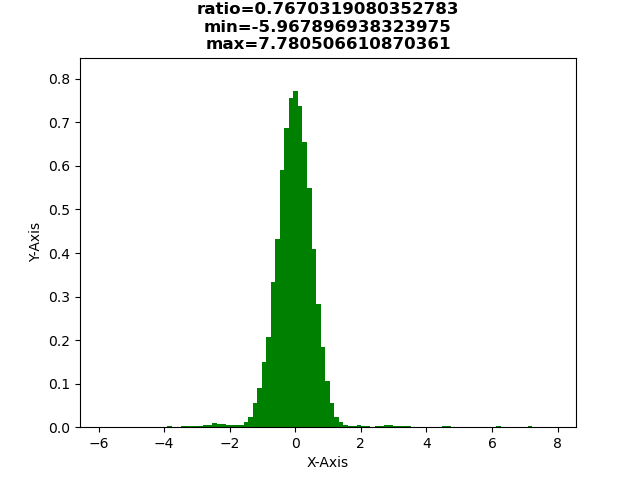 ratio=0.7670319080352783
min=-5.967896938323975
max=7.780506610870361
0.8
0.7
0.6
0.5
0.4
0.3
0.2
0.1
0.0
Y-Axis
−6 −4 −2 0 2 4 6 8
X-Axis